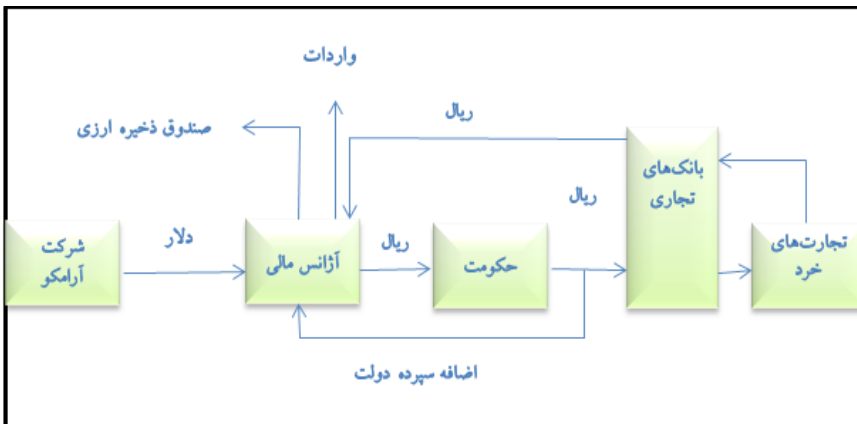 واردات
ریال
صندوق ذخیره ارزی
بانک‌های
تجاری
ریال
تجارت‌های
خرد
دلار
ریال
شرکت
آرامکو
آژانس مالی
حکومت
اضافه سپرده دولت